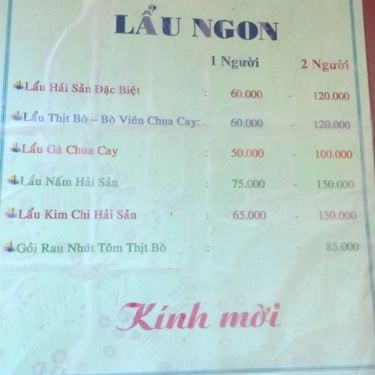 LẨU NGON
1 Người 2 Người
Lẩu Hải Sản Đặc Biệt : 60.000 - 120.000
Lẩu Thịt Bò – Bò Viên Chua Cay: 60.000 - 120.000
Lẩu Gà Chua Cay : 50.000 - 100.000
Lẩu Nấm Hải Sản : 75.000 - 150.000
Lẩu Kim Chi Hải Sản : 65.000 - 130.000
Gỏi Rau Nhút Tôm Thịt Bò : - 85.000
Kính mời